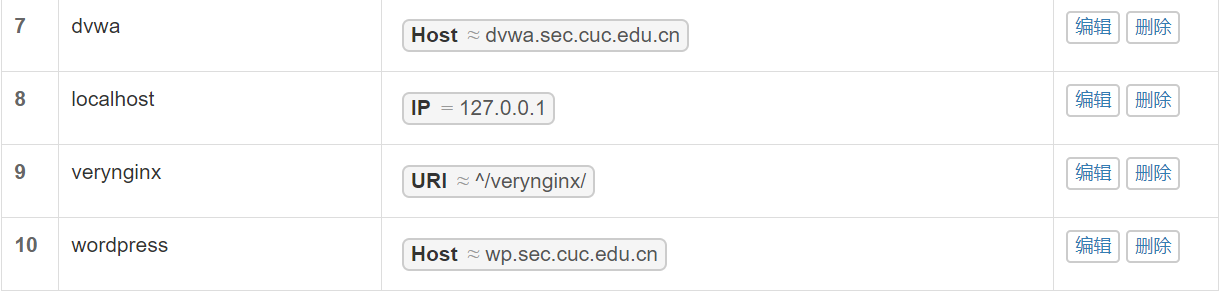 7 dvwa Host ≈ dvwa.sec.cuc.edu.cn 编辑 删除
8 localhost IP = 127.0.0.1 编辑 删除
9 verynginx URI ≈ ^/verynginx/ 编辑 删除
10 wordpress Host ≈ wp.sec.cuc.edu.cn 编辑 删除